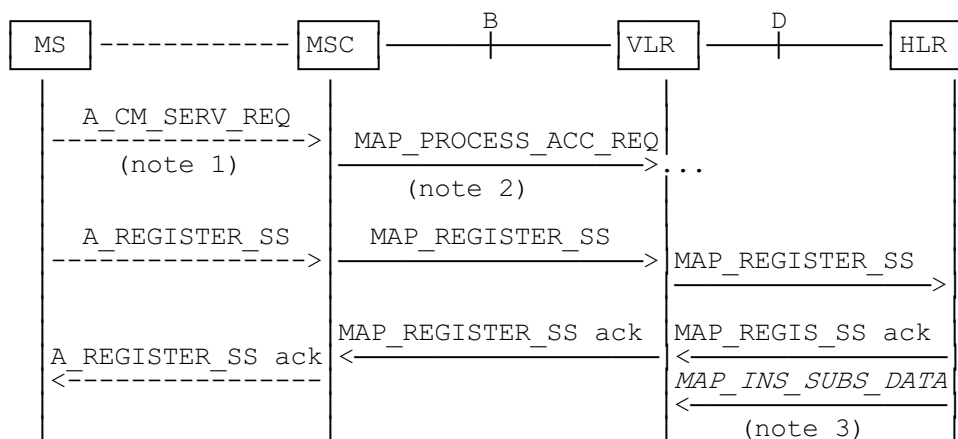 B D
MS MSC VLR HLR
A_CM_SERV_REQ
MAP_PROCESS_ACC_REQ
(note 1) ...
(note 2)
A_REGISTER_SS MAP_REGISTER_SS
MAP_REGISTER_SS
MAP_REGISTER_SS ack MAP_REGIS_SS ack
A_REGISTER_SS ack
MAP_INS_SUBS_DATA
(note 3)